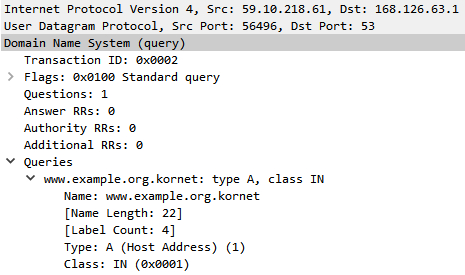 Internet Protocol Version 4, Src: 59.10.218.61, Dst: 168.126.63.1
User Datagram Protocol, Src Port: 56496, Dst Port: 53
Domain Name System (query)
Transaction ID: 0x0002
Flags: 0x0100 Standard query
Questions: 1
Answer RRs: 0
Authority RRs: 0
Additional RRs: 0
Queries
www.example.org.kornet: type A, class IN
Name: www.example.org.kornet
[Name Length: 22]
[Label Count: 4]
Type: A (Host Address) (1)
Class: IN (0x0001)